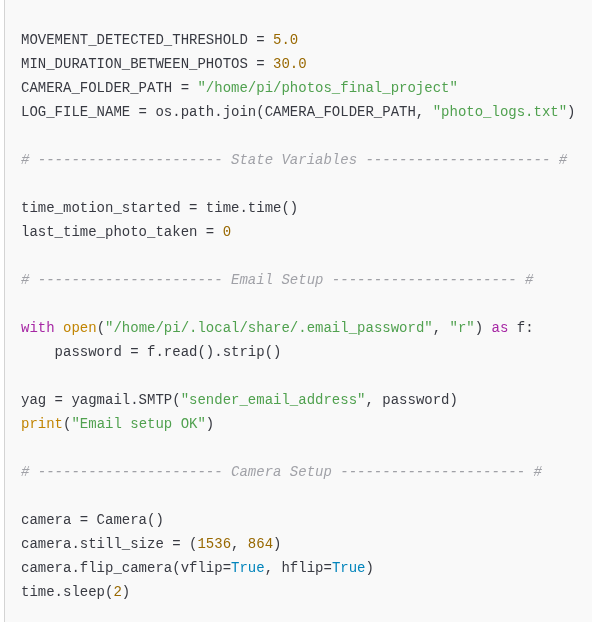 MOVEMENT_DETECTED_THRESHOLD = 5.0
MIN_DURATION_BETWEEN_PHOTOS = 30.0
CAMERA_FOLDER_PATH = "/home/pi/photos_final_project"
LOG_FILE_NAME = os.path.join(CAMERA_FOLDER_PATH, "photo_logs.txt")
# ---------------------- State Variables ---------------------- #
time_motion_started = time.time()
last_time_photo_taken = 0
# ---------------------- Email Setup ---------------------- #
with open("/home/pi/.local/share/.email_password", "r") as f:
    password = f.read().strip()
yag = yagmail.SMTP("sender_email_address", password)
print("Email setup OK")
# ---------------------- Camera Setup ---------------------- #
camera = Camera()
camera.still_size = (1536, 864)
camera.flip_camera(vflip=True, hflip=True)
time.sleep(2)